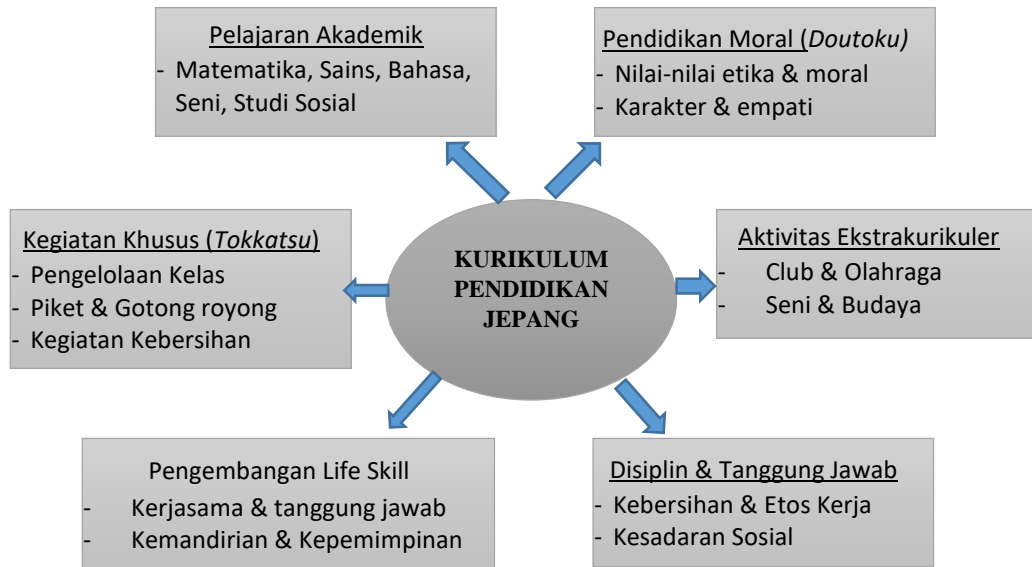 Pelajaran Akademik
- Matematika, Sains, Bahasa,
Seni, Studi Sosial
Pendidikan Moral (Doutoku)
- Nilai-nilai etika & moral
- Karakter & empati
Kegiatan Khusus (Tokkatsu)
- Pengelolaan Kelas
- Piket & Gotong royong
- Kegiatan Kebersihan
KURIKULUM
PENDIDIKAN
JEPANG
Aktivitas Ekstrakurikuler
- Club & Olahraga
- Seni & Budaya
Pengembangan Life Skill
- Kerjasama & tanggung jawab
- Kemandirian & Kepemimpinan
Disiplin & Tanggung Jawab
- Kebersihan & Etos Kerja
- Kesadaran Sosial